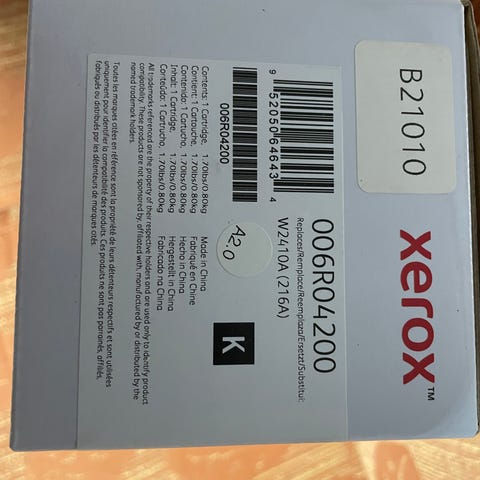 B21010
xerox™
006R04200
Replaces/Remplace/Reemplaza/Ersetzt/Substitui:
W2410A (216A)
9 52050 64643 4
K
006R04200
Contents: 1 Cartridge, 1.70lbs/0.80kg Made in China
Content: 1 Cartouche, 1.70lbs/0.80kg Fabriqué en Chine
Contenido: 1 Cartucho, 1.70lbs/0.80kg Hecho in China
Inhalt: 1 Cartridge, 1.70lbs/0.80kg Hergestellt in China
Conteúdo: 1 Cartucho, 1.70lbs/0.80kg Fabricado na China
All trademarks referenced are the property of their respective holders and are used only to identify product
compatibility. These products are not sponsored by, affiliated with, manufactured by or distributed by the
named trademark holders.
Toutes les marques citées en référence sont la propriété de leurs détenteurs respectifs et sont utilisées
uniquement pour identifier la compatibilité des produits. Ces produits ne sont pas parrainés, affiliés,
fabriqués ou distribués par les détenteurs de marques cités.